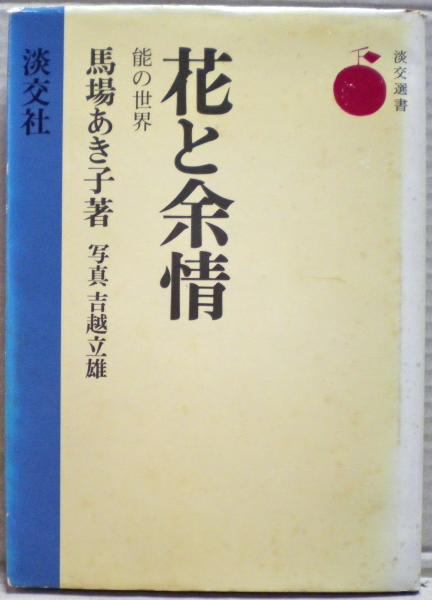 淡交選書
花と余情
能の世界
馬場あき子著 写真 吉越立雄
淡交社